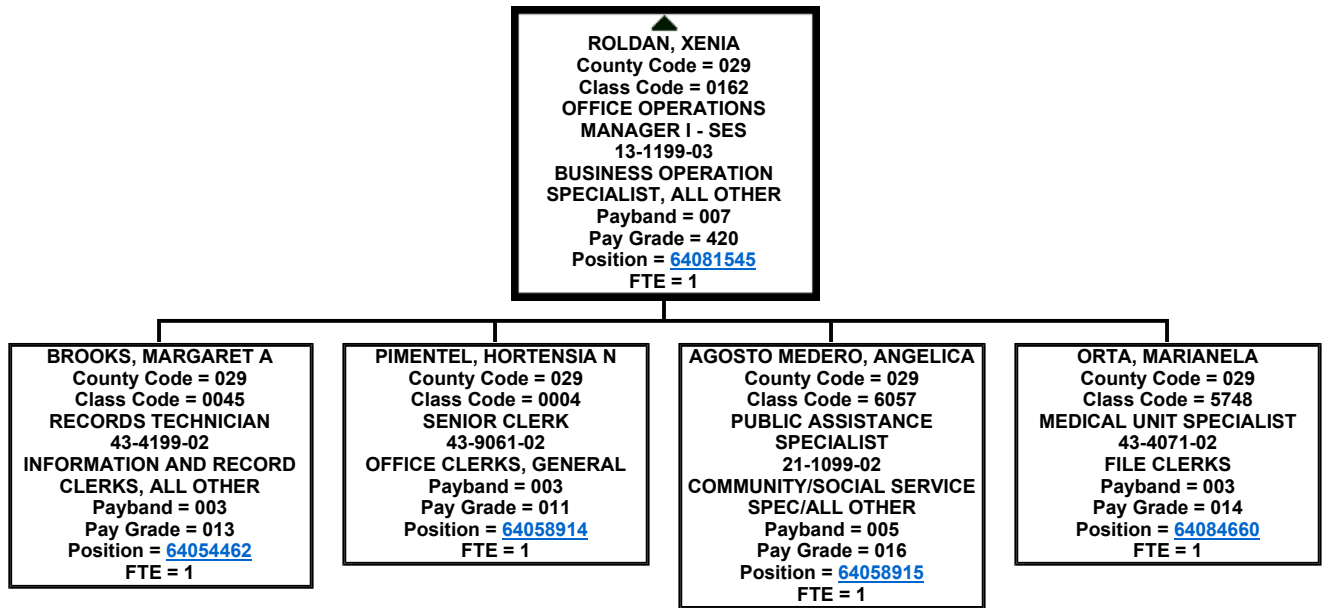 ROLDAN, XENIA
County Code = 029
Class Code = 0162
OFFICE OPERATIONS
MANAGER I - SES
13-1199-03
BUSINESS OPERATION
SPECIALIST, ALL OTHER
Payband = 007
Pay Grade = 420
Position = 64081545
FTE = 1
BROOKS, MARGARET A
County Code = 029
Class Code = 0045
RECORDS TECHNICIAN
43-4199-02
INFORMATION AND RECORD
CLERKS, ALL OTHER
Payband = 003
Pay Grade = 013
Position = 64054462
FTE = 1
PIMENTEL, HORTENSIA N
County Code = 029
Class Code = 0004
SENIOR CLERK
43-9061-02
OFFICE CLERKS, GENERAL
Payband = 003
Pay Grade = 011
Position = 64058914
FTE = 1
AGOSTO MEDERO, ANGELICA
County Code = 029
Class Code = 6057
PUBLIC ASSISTANCE
SPECIALIST
21-1099-02
COMMUNITY/SOCIAL SERVICE
SPEC/ALL OTHER
Payband = 005
Pay Grade = 016
Position = 64058915
FTE = 1
ORTA, MARIANELA
County Code = 029
Class Code = 5748
MEDICAL UNIT SPECIALIST
43-4071-02
FILE CLERKS
Payband = 003
Pay Grade = 014
Position = 64084660
FTE = 1